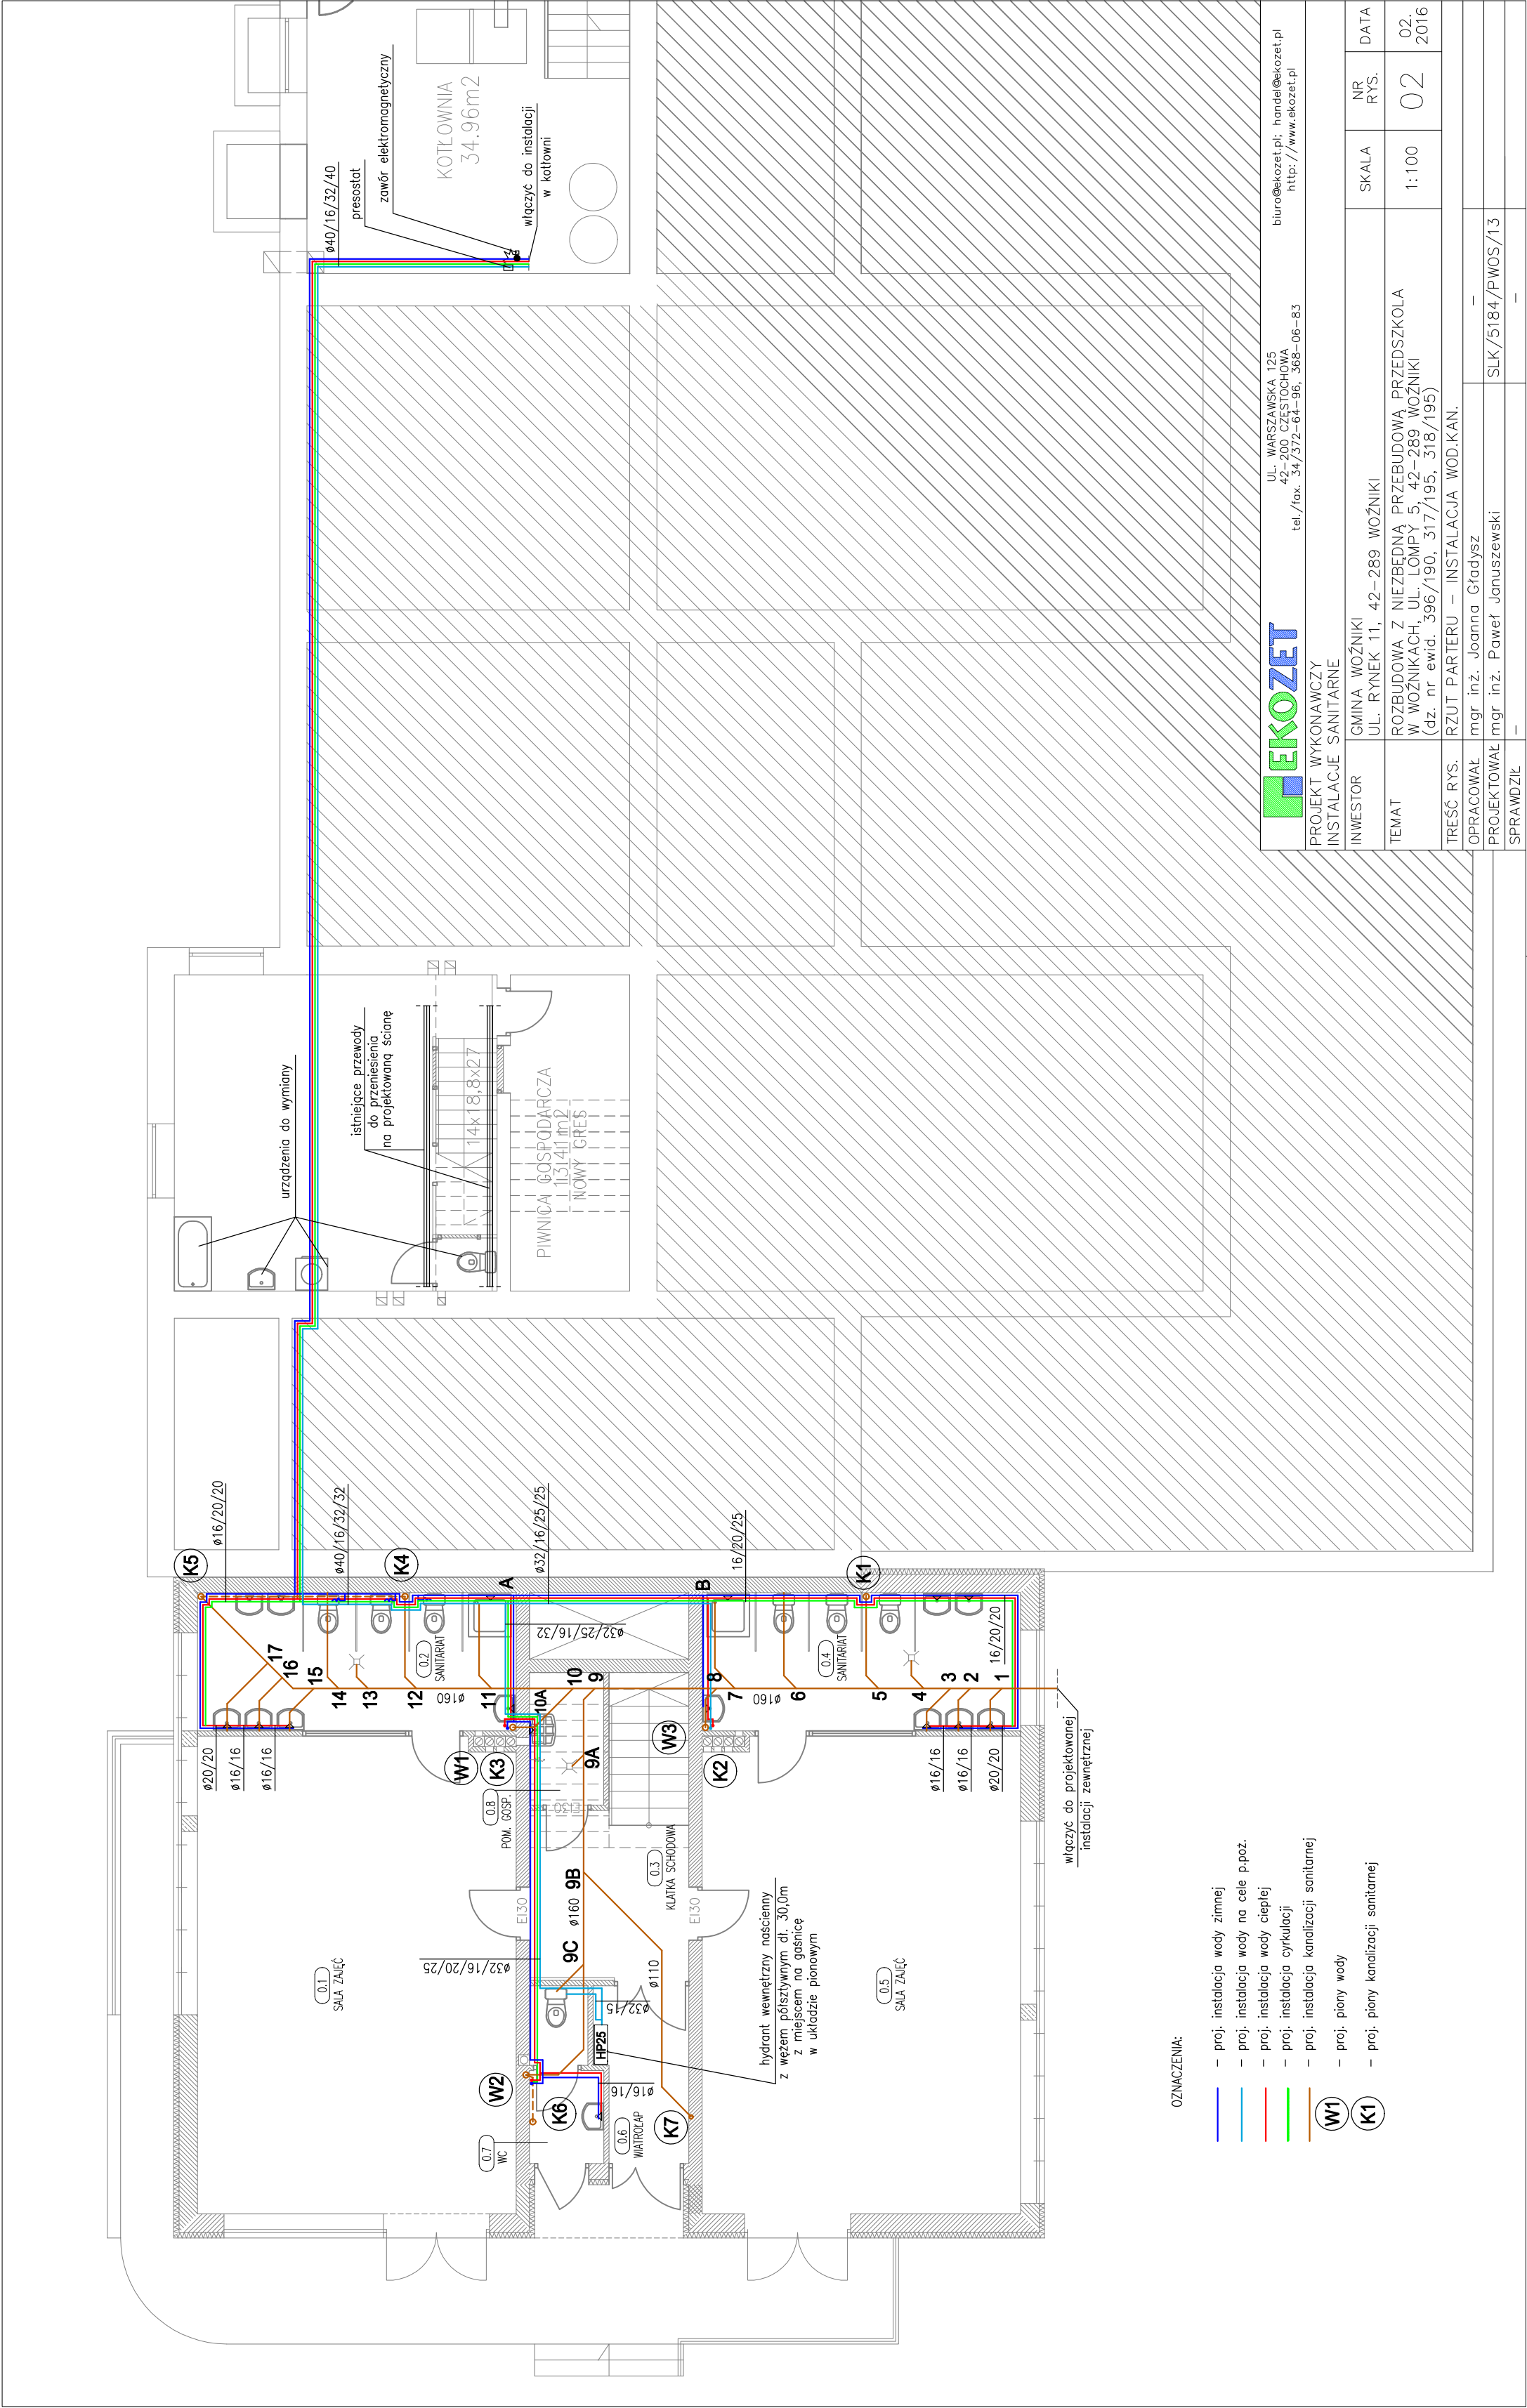 KOTŁOWNIA
34.96m2
ø40/16/32/40
presostat
zawór elektromagnetyczny
włączyć do instalacji
w kotłowni
urządzenia do wymiany
istniejące przewody
do przeniesienia
na projektowaną ścianę
14x18,8x27
PIWNICA GOSPODARCZA
13.41m2
NOWY GRES
K5
ø16/20/20
ø40/16/32/32
K4
A
ø32/16/25/25
16/20/25
B
K1
17
16
15
14
13
12
11
10A
10
9
9A
8
7
6
5
4
3
2
1
0.2
SANITARIAT
ø160
ø32/25/16/32
0.4
SANITARIAT
ø160
16/20/20
ø20/20
ø16/16
ø16/16
W1
K3
W3
K2
ø16/16
ø16/16
ø20/20
włączyć do projektowanej
instalacji zewnętrznej
0.8
POM. GOSP.
EI30
0.3
KLATKA SCHODOWA
EI30
9B
ø160
9C
ø32/16/20/25
ø110
0.1
SALA ZAJĘĆ
0.5
SALA ZAJĘĆ
ø32/15
HP25
hydrant wewnętrzny naścienny
z wężem półsztywnym dł. 30,0m
z miejscem na gaśnicę
w układzie pionowym
W2
K6
ø16/16
K7
0.7
WC
0.6
WIATROŁAP
OZNACZENIA:
– proj. instalacja wody zimnej
– proj. instalacja wody na cele p.poż.
– proj. instalacja wody ciepłej
– proj. instalacja cyrkulacji
– proj. instalacja kanalizacji sanitarnej
W1 – proj. piony wody
K1 – proj. piony kanalizacji sanitarnej
EKOZET
UL. WARSZAWSKA 125
42-200 CZĘSTOCHOWA
tel./fax. 34/372-64-96, 368-06-83
biuro@ekozet.pl; handel@ekozet.pl
http://www.ekozet.pl
PROJEKT WYKONAWCZY
INSTALACJE SANITARNE
INWESTOR
GMINA WOŹNIKI
UL. RYNEK 11, 42-289 WOŹNIKI
SKALA
NR
RYS.
DATA
TEMAT
ROZBUDOWA Z NIEZBĘDNĄ PRZEBUDOWĄ PRZEDSZKOLA
W WOŹNIKACH, UL. LOMPY 5, 42-289 WOŹNIKI
(dz. nr ewid. 396/190, 317/195, 318/195)
1:100
02
02.
2016
TREŚĆ RYS.
RZUT PARTERU – INSTALACJA WOD.KAN.
OPRACOWAŁ mgr inż. Joanna Gładysz –
PROJEKTOWAŁ mgr inż. Paweł Januszewski SLK/5184/PWOS/13
SPRAWDZIŁ – –